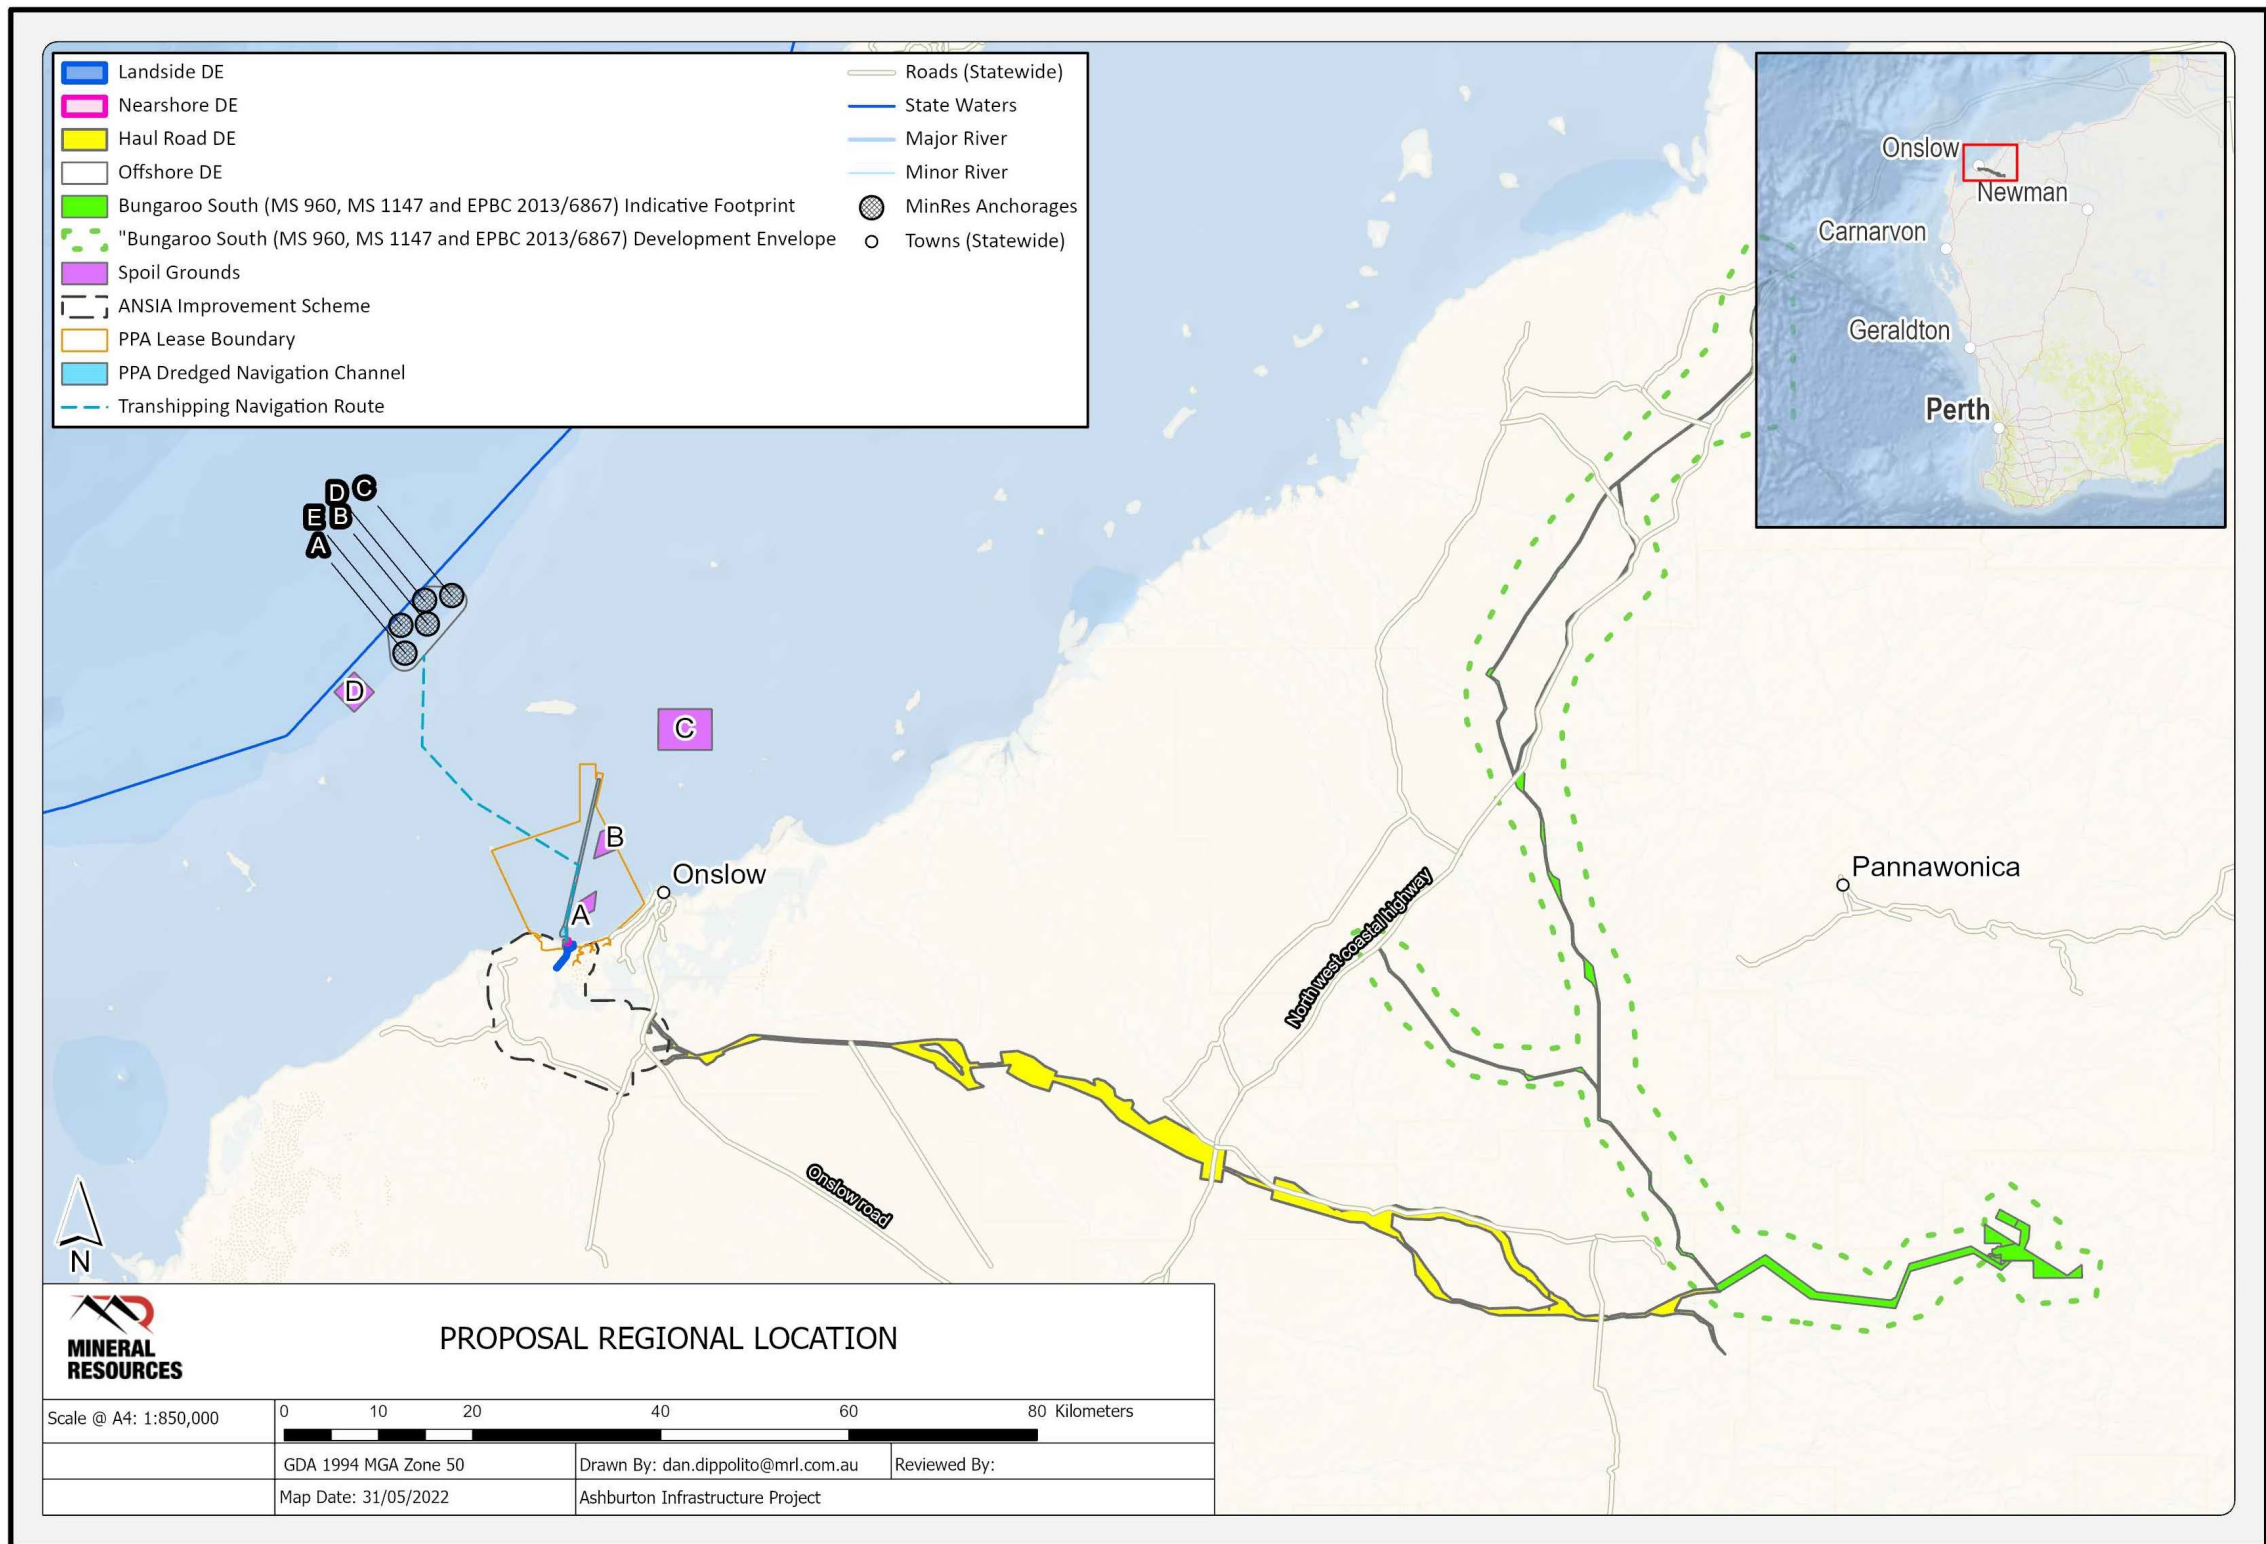 Landside DE
Nearshore DE
Haul Road DE
Offshore DE
Bungaroo South (MS 960, MS 1147 and EPBC 2013/6867) Indicative Footprint
"Bungaroo South (MS 960, MS 1147 and EPBC 2013/6867) Development Envelope
Spoil Grounds
ANSIA Improvement Scheme
PPA Lease Boundary
PPA Dredged Navigation Channel
Transhipping Navigation Route
Roads (Statewide)
State Waters
Major River
Minor River
MinRes Anchorages
Towns (Statewide)
Onslow
Newman
Carnarvon
Geraldton
Perth
D C
E B
A
D
C
B
A
Onslow
Pannawonica
North west coastal highway
Onslow road
N
MINERAL
RESOURCES
PROPOSAL REGIONAL LOCATION
Scale @ A4: 1:850,000
0 10 20 40 60 80 Kilometers
GDA 1994 MGA Zone 50
Drawn By: dan.dippolito@mrl.com.au
Reviewed By:
Map Date: 31/05/2022
Ashburton Infrastructure Project